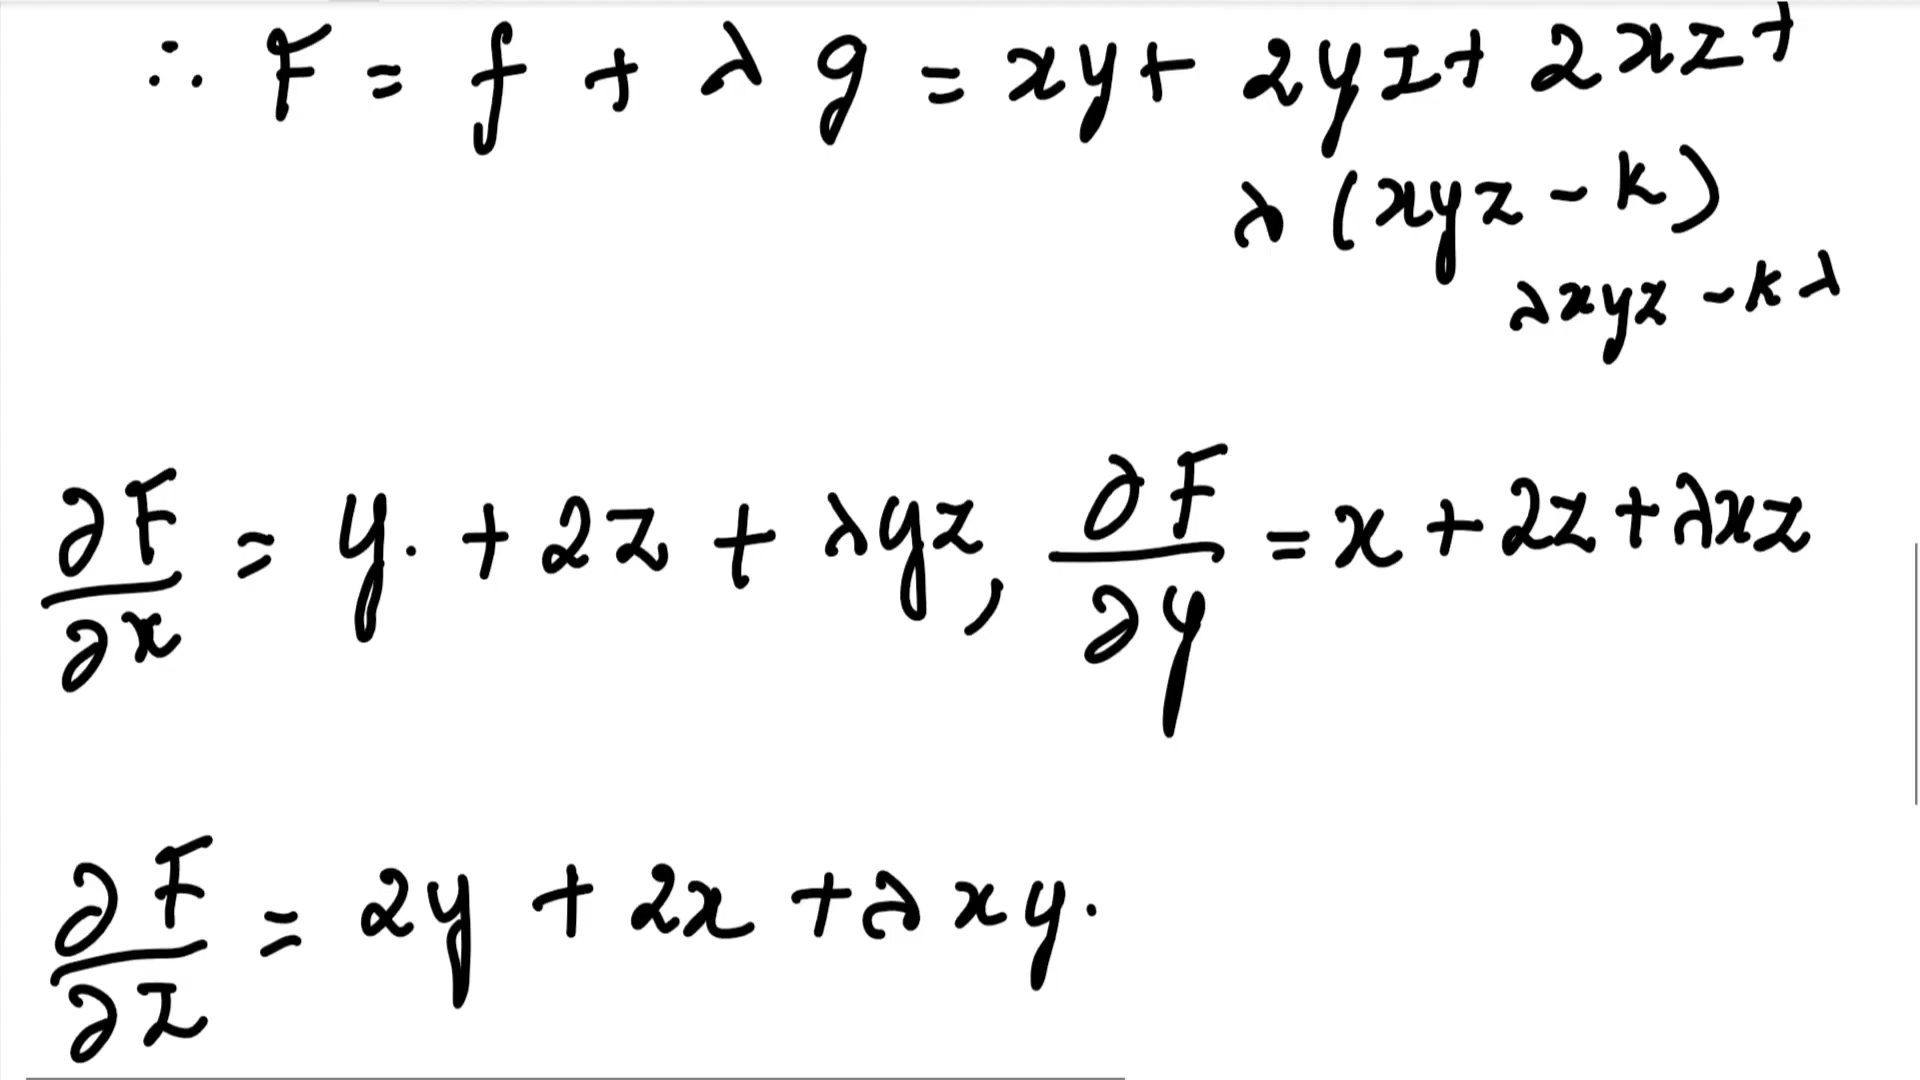 ∴ F = f + λ g = xy + 2yz + 2xz +
λ (xyz - k)
λxyz - kλ
∂F/∂x = y. + 2z + λyz, ∂F/∂y = x + 2z + λxz
∂F/∂z = 2y + 2x + λxy.